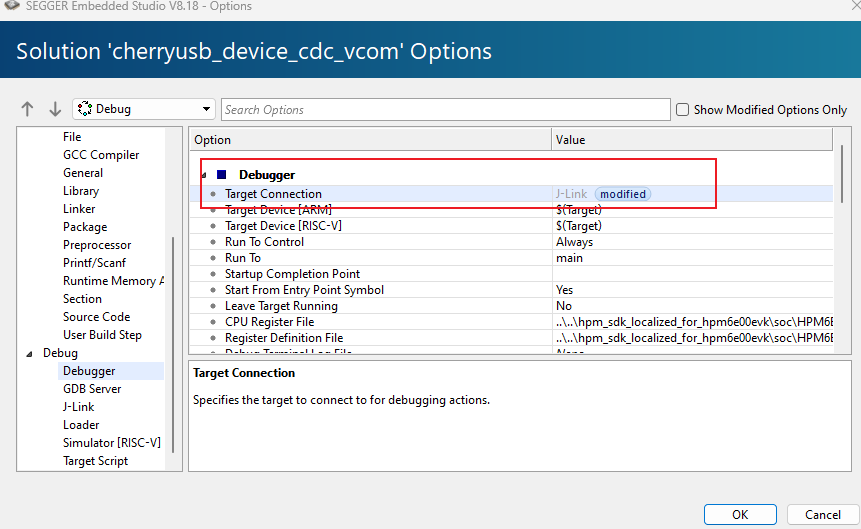 SEGGER Embedded Studio V8.18 - Options
Solution 'cherryusb_device_cdc_vcom' Options
Debug
Search Options
Show Modified Options Only
File
GCC Compiler
General
Library
Linker
Package
Preprocessor
Printf/Scanf
Runtime Memory A
Section
Source Code
User Build Step
Debug
Debugger
GDB Server
J-Link
Loader
Simulator [RISC-V]
Target Script
Option Value
Debugger
Target Connection J-Link modified
Target Device [ARM] $(Target)
Target Device [RISC-V] $(Target)
Run To Control Always
Run To main
Startup Completion Point
Start From Entry Point Symbol Yes
Leave Target Running No
CPU Register File ..\..\hpm_sdk_localized_for_hpm6e00evk\soc\HPM6E
Register Definition File ..\..\hpm_sdk_localized_for_hpm6e00evk\soc\HPM6E
Debug Terminal Log File None
Target Connection
Specifies the target to connect to for debugging actions.
OK
Cancel